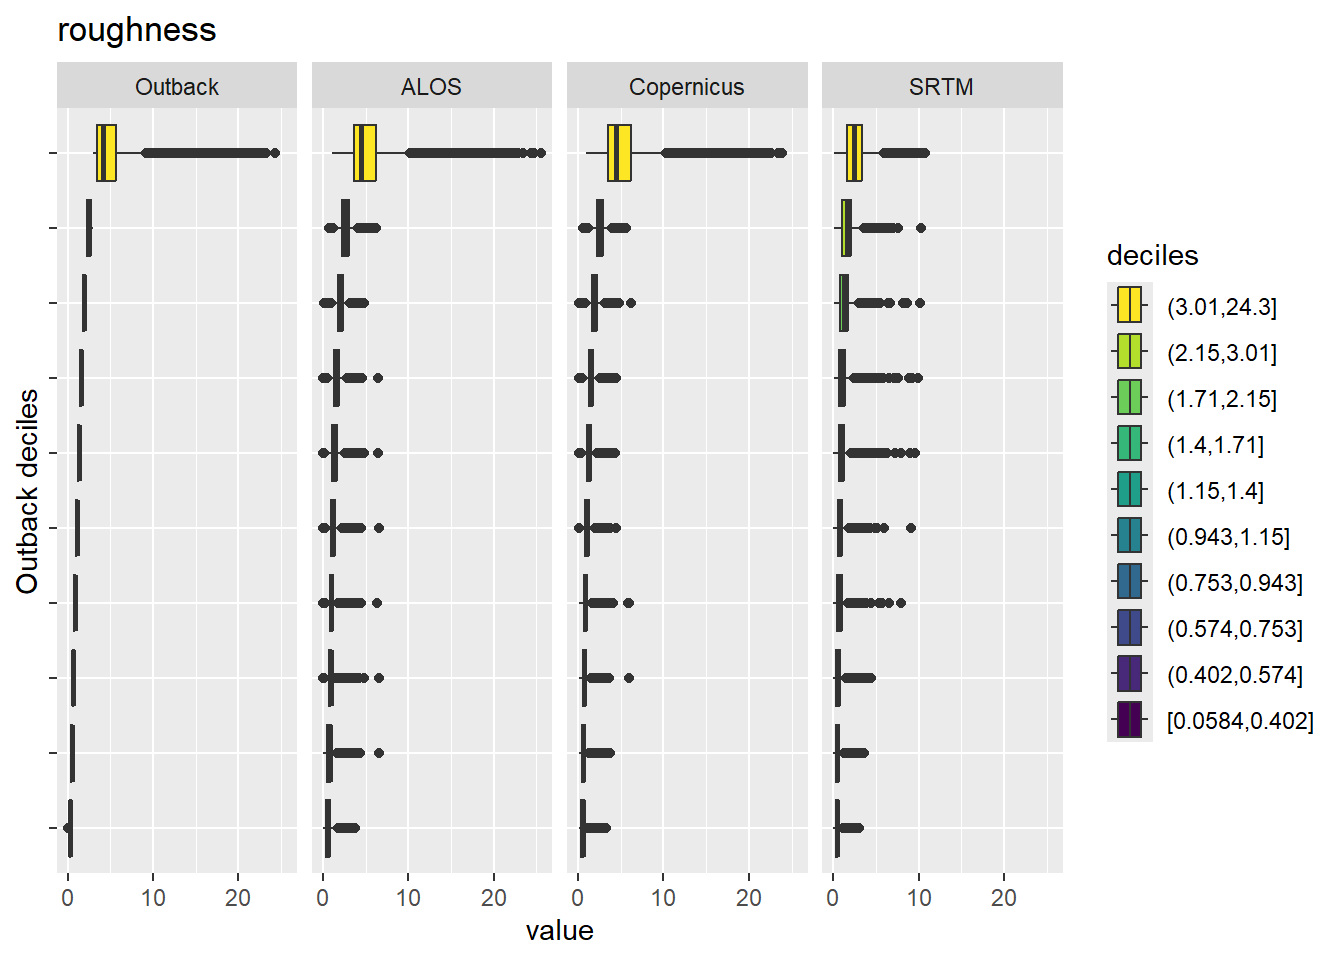 roughness
Outback ALOS Copernicus SRTM
Outback deciles
0 10 20 0 10 20 0 10 20 0 10 20
value
deciles
(3.01,24.3]
(2.15,3.01]
(1.71,2.15]
(1.4,1.71]
(1.15,1.4]
(0.943,1.15]
(0.753,0.943]
(0.574,0.753]
(0.402,0.574]
[0.0584,0.402]